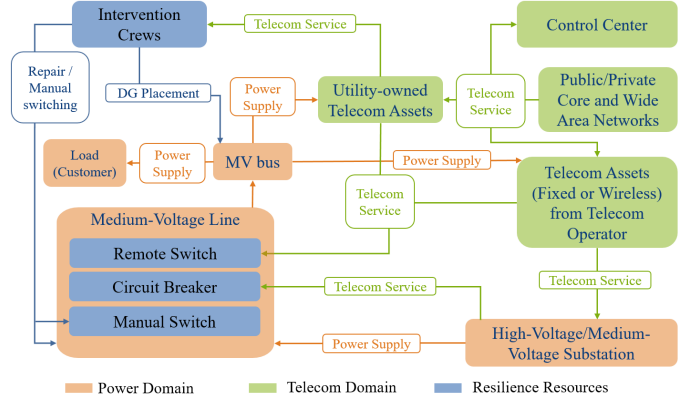 Intervention
Crews
Telecom Service
Control Center
Repair /
Manual
switching
DG Placement
Power
Supply
Utility-owned
Telecom Assets
Telecom
Service
Public/Private
Core and Wide
Area Networks
Load
(Customer)
Power
Supply
MV bus
Power Supply
Telecom Assets
(Fixed or Wireless)
from Telecom
Operator
Telecom
Service
Medium-Voltage Line
Remote Switch
Circuit Breaker
Manual Switch
Telecom Service
Telecom Service
Power Supply
High-Voltage/Medium-
Voltage Substation
Power Domain
Telecom Domain
Resilience Resources